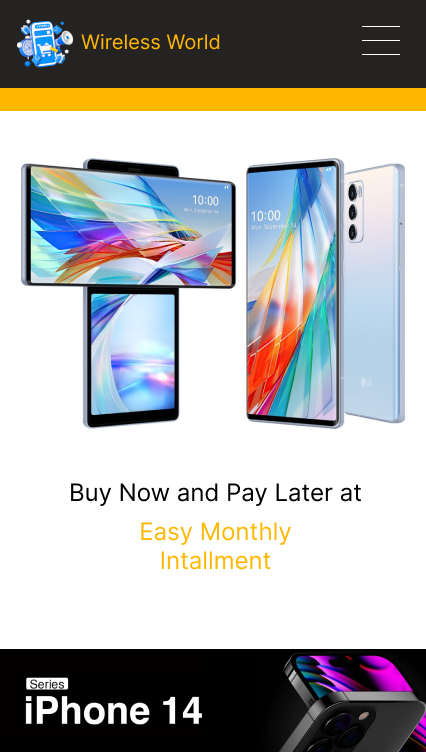 Wireless World
10:00
Mon, September 14
10:00
Mon, September 14
LG
Buy Now and Pay Later at
Easy Monthly
Intallment
Series
iPhone 14